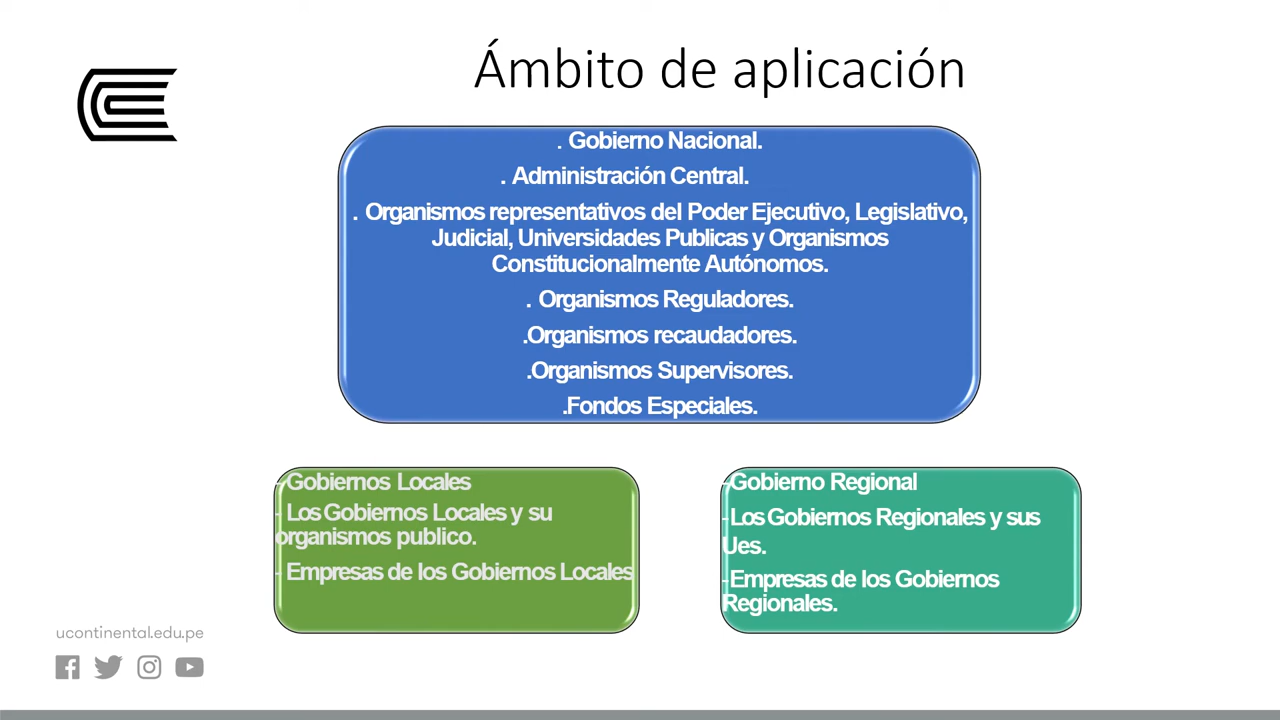 Ámbito de aplicación
. Gobierno Nacional.
. Administración Central.
. Organismos representativos del Poder Ejecutivo, Legislativo,
Judicial, Universidades Publicas y Organismos
Constitucionalmente Autónomos.
. Organismos Reguladores.
.Organismos recaudadores.
.Organismos Supervisores.
.Fondos Especiales.
- Gobiernos Locales
- Los Gobiernos Locales y su
organismos publico.
- Empresas de los Gobiernos Locales
-Gobierno Regional
-Los Gobiernos Regionales y sus
Ues.
-Empresas de los Gobiernos
Regionales.
ucontinental.edu.pe